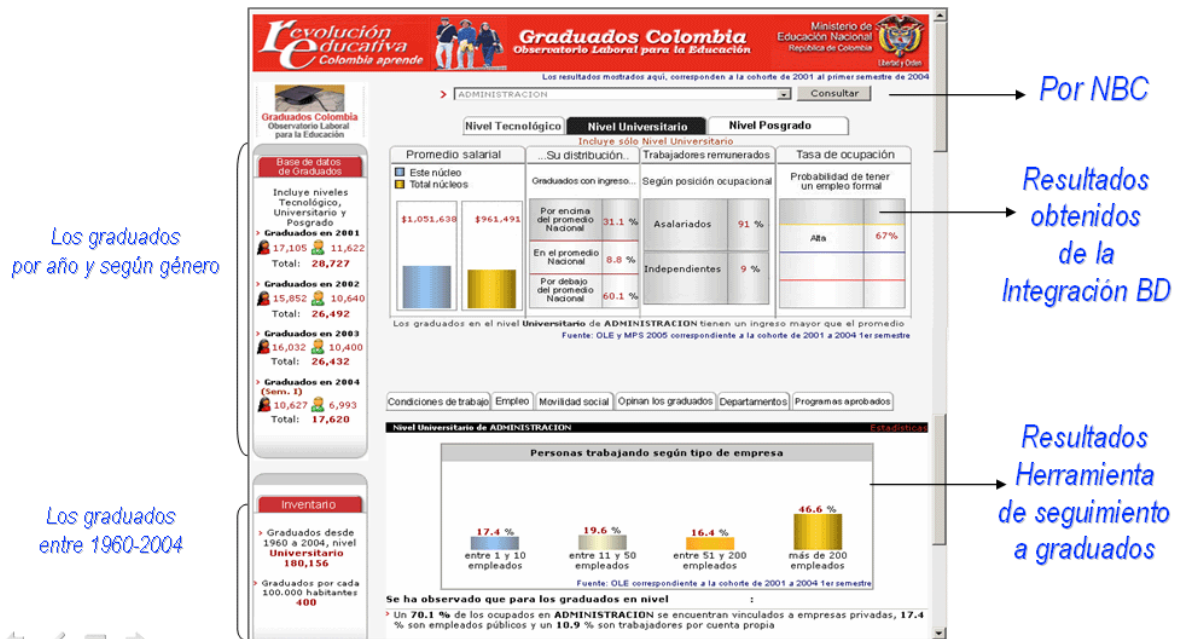 Revolución
educativa
Colombia aprende
Graduados Colombia
Observatorio Laboral para la Educación
Ministerio de
Educación Nacional
República de Colombia
Libertad y Orden
Los resultados mostrados aquí, corresponden a la cohorte de 2001 al primer semestre de 2004
ADMINISTRACION
Consultar
Por NBC
Graduados Colombia
Observatorio Laboral
para la Educación
Nivel Tecnológico
Nivel Universitario
Nivel Posgrado
Incluye sólo Nivel Universitario
Promedio salarial
...Su distribución..
Trabajadores remunerados
Tasa de ocupación
Este núcleo
Total núcleos
$1,051,638
$961,491
Graduados con ingreso...
Por encima
del promedio
Nacional
31.1 %
En el promedio
Nacional
8.8 %
Por debajo
del promedio
Nacional
60.1 %
Según posición ocupacional
Asalariados 91 %
Independientes 9 %
Probabilidad de tener
un empleo formal
Alta 67%
Resultados
obtenidos
de la
Integración BD
Los graduados en el nivel Universitario de ADMINISTRACION tienen un ingreso mayor que el promedio
Fuente: OLE y MPS 2005 correspondiente a la cohorte de 2001 a 2004 1er semestre
Los graduados
por año y según género
Base de datos
de Graduados
Incluye niveles
Tecnológico,
Universitario y
Posgrado
Graduados en 2001
17,105 11,622
Total: 28,727
Graduados en 2002
15,852 10,640
Total: 26,492
Graduados en 2003
16,032 10,400
Total: 26,432
Graduados en 2004
(Sem. I)
10,627 6,993
Total: 17,620
Condiciones de trabajo
Empleo
Movilidad social
Opinan los graduados
Departamentos
Programas aprobados
Nivel Universitario de ADMINISTRACION
Estadísticas
Personas trabajando según tipo de empresa
17.4 %
entre 1 y 10
empleados
19.6 %
entre 11 y 50
empleados
16.4 %
entre 51 y 200
empleados
46.6 %
más de 200
empleados
Fuente: OLE correspondiente a la cohorte de 2001 a 2004 1er semestre
Resultados
Herramienta
de seguimiento
a graduados
Los graduados
entre 1960-2004
Inventario
Graduados desde
1960 a 2004, nivel
Universitario
180,156
Graduados por cada
100.000 habitantes
400
Se ha observado que para los graduados en nivel :
Un 70.1 % de los ocupados en ADMINISTRACION se encuentran vinculados a empresas privadas, 17.4
% son empleados públicos y un 10.9 % son trabajadores por cuenta propia